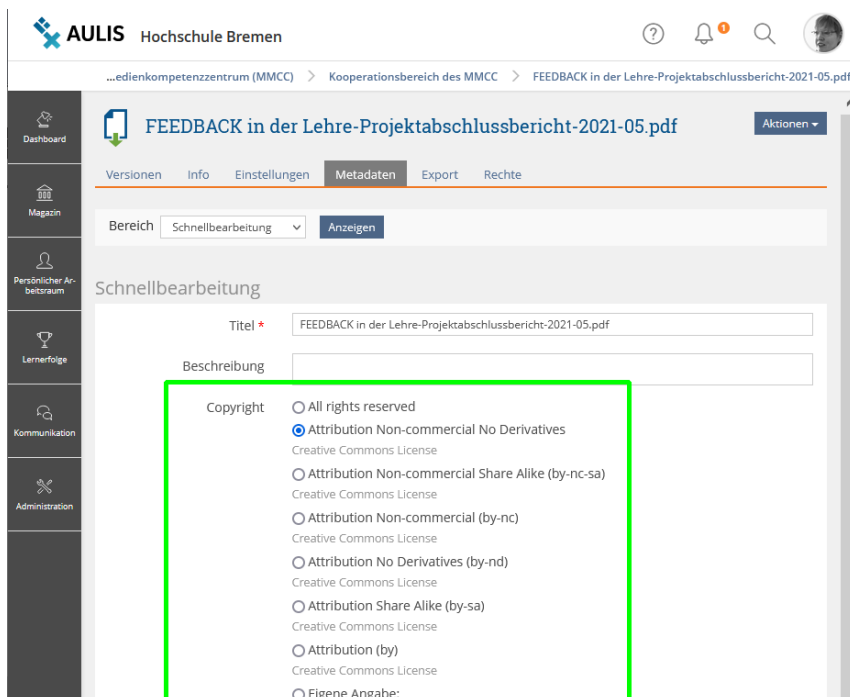 AULIS Hochschule Bremen
1
...edienkompetenzzentrum (MMCC) > Kooperationsbereich des MMCC > FEEDBACK in der Lehre-Projektabschlussbericht-2021-05.pdf
Dashboard
Magazin
Persönlicher Ar-
beitsraum
Lernerfolge
Kommunikation
Administration
FEEDBACK in der Lehre-Projektabschlussbericht-2021-05.pdf
Aktionen
Versionen Info Einstellungen Metadaten Export Rechte
Bereich Schnellbearbeitung Anzeigen
Schnellbearbeitung
Titel * FEEDBACK in der Lehre-Projektabschlussbericht-2021-05.pdf
Beschreibung
Copyright All rights reserved
Attribution Non-commercial No Derivatives
Creative Commons License
Attribution Non-commercial Share Alike (by-nc-sa)
Creative Commons License
Attribution Non-commercial (by-nc)
Creative Commons License
Attribution No Derivatives (by-nd)
Creative Commons License
Attribution Share Alike (by-sa)
Creative Commons License
Attribution (by)
Creative Commons License
Eigene Angabe: